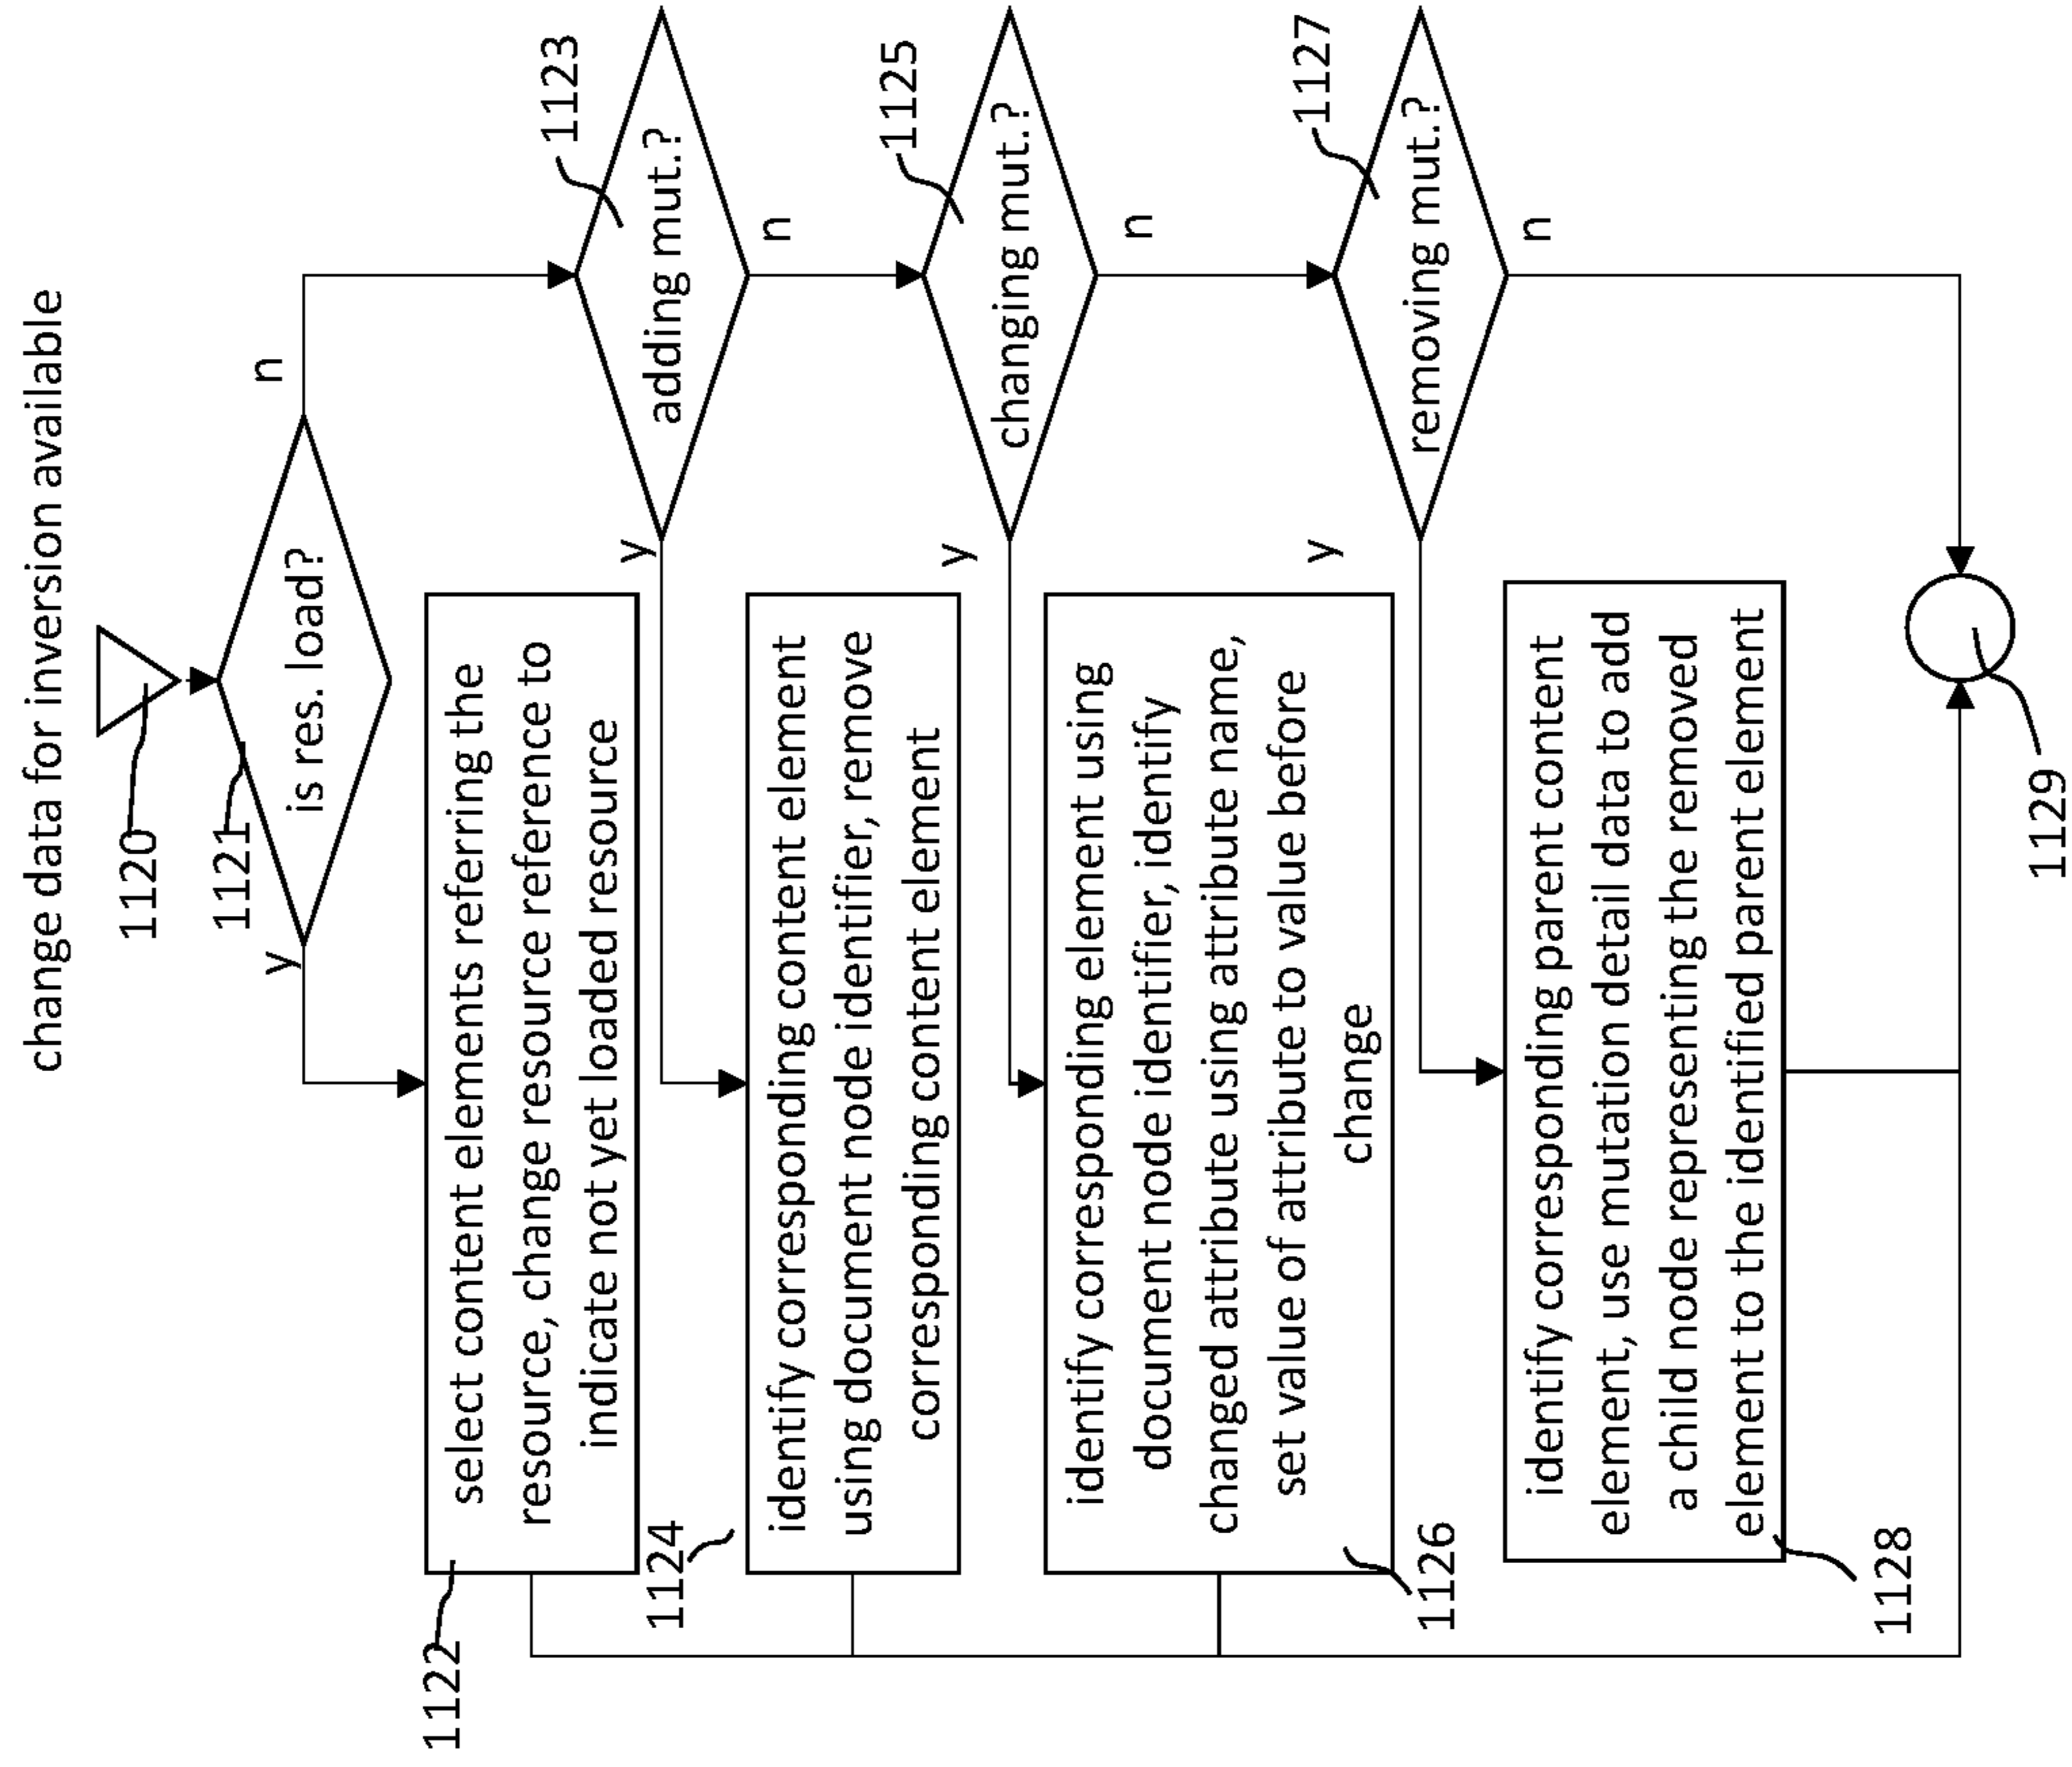 change data for inversion available
1120
1121
is res. load?
y
n
1122
select content elements referring the
resource, change resource reference to
indicate not yet loaded resource
1123
adding mut.?
y
n
1124
identify corresponding content element
using document node identifier, remove
corresponding content element
1125
changing mut.?
y
n
identify corresponding element using
document node identifier, identify
changed attribute using attribute name,
set value of attribute to value before
change
1126
1127
removing mut.?
y
n
identify corresponding parent content
element, use mutation detail data to add
a child node representing the removed
element to the identified parent element
1128
1129